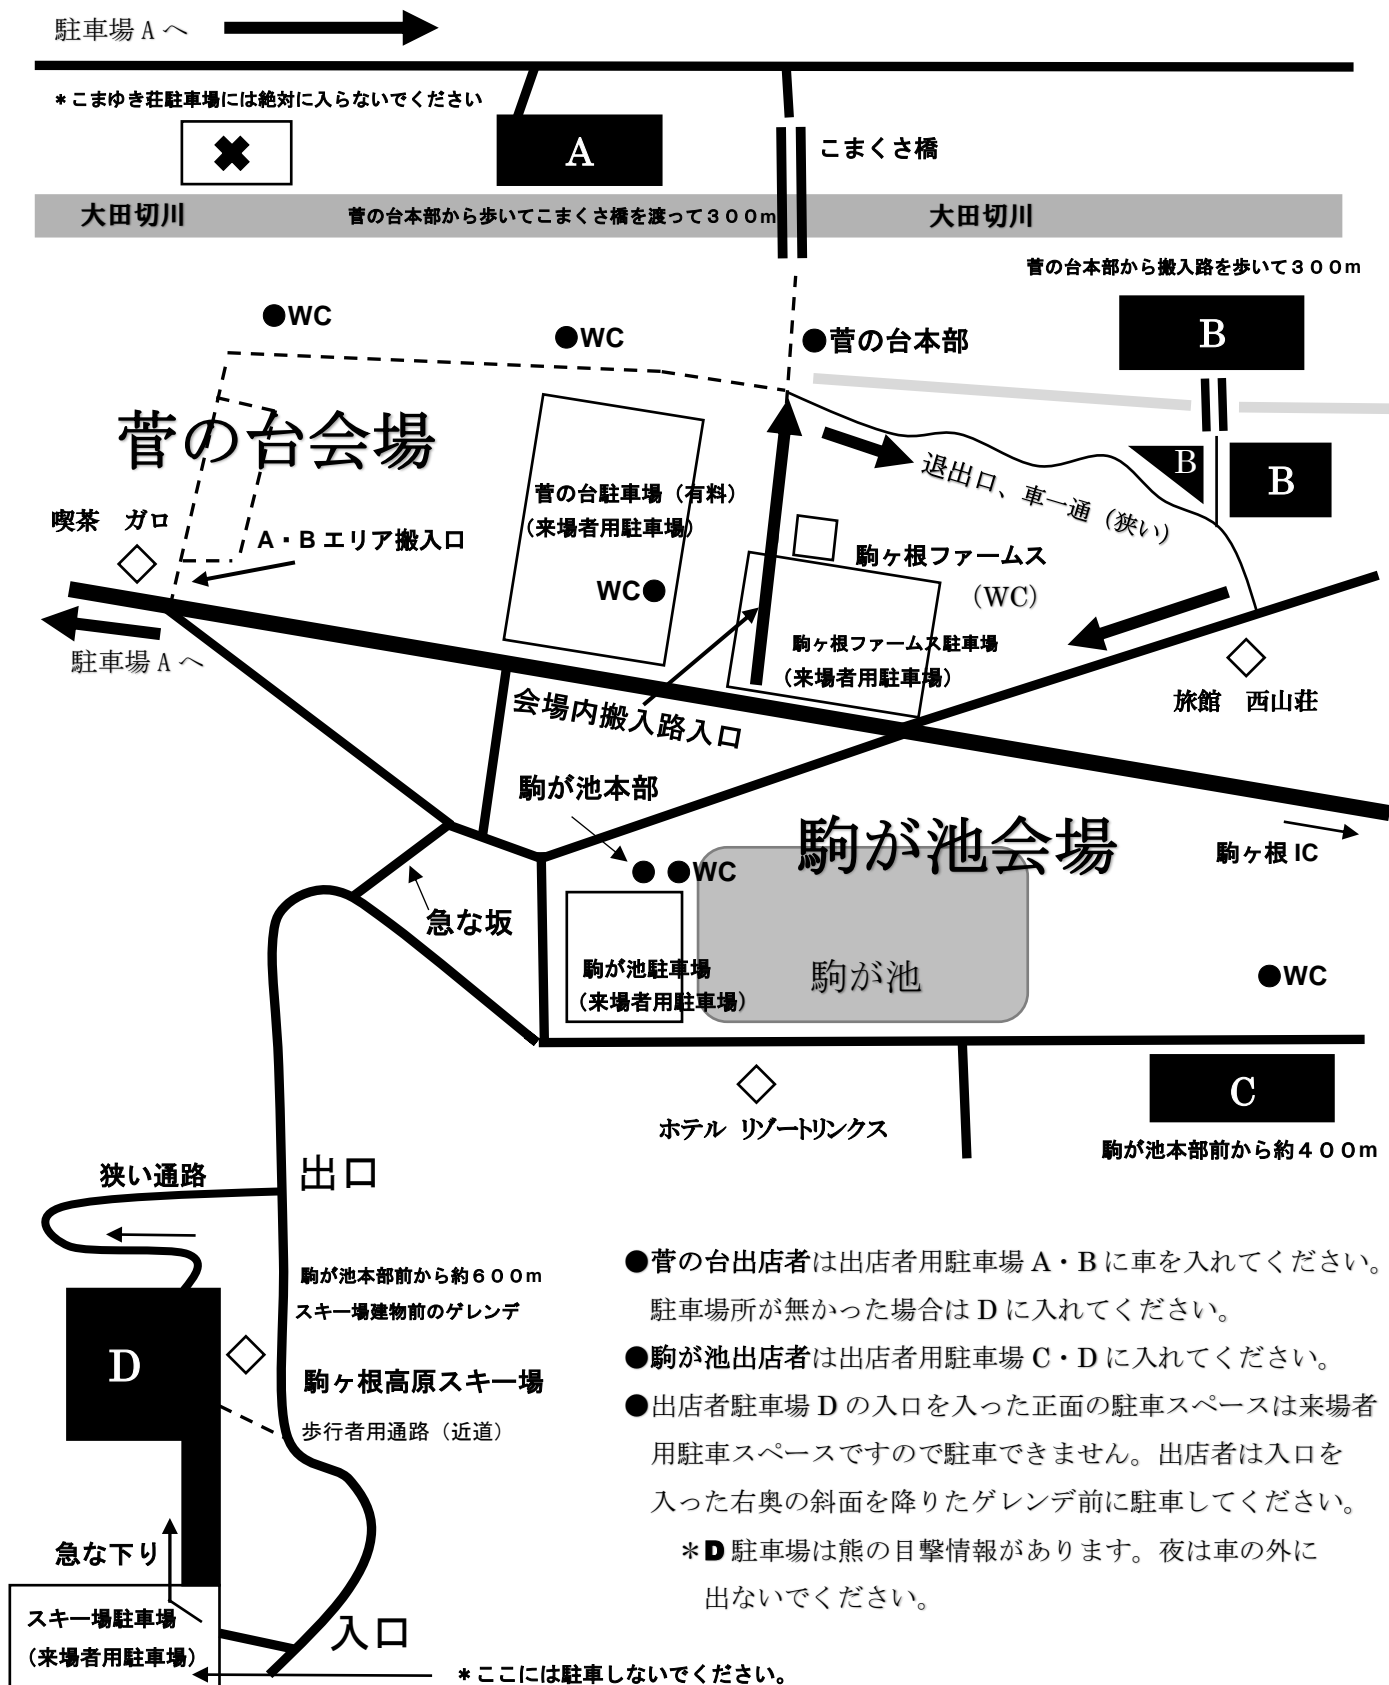 駐車場 A へ
＊こまゆき荘駐車場には絶対に入らないでください
A
こまくさ橋
大田切川
菅の台本部から歩いてこまくさ橋を渡って３００ｍ
大田切川
菅の台本部から搬入路を歩いて３００ｍ
●WC
●WC
●菅の台本部
B
菅の台会場
B
B
退出口、車一通（狭い）
菅の台駐車場（有料）
（来場者用駐車場）
喫茶　ガロ
A・B エリア搬入口
駒ヶ根ファームス
（WC）
WC●
駒ヶ根ファームス駐車場
（来場者用駐車場）
駐車場 A へ
旅館　西山荘
会場内搬入路入口
駒が池本部
駒が池会場
駒ヶ根 IC
● ●WC
急な坂
駒が池駐車場
（来場者用駐車場）
駒が池
●WC
C
ホテル リゾートリンクス
駒が池本部前から約４００ｍ
狭い通路
出口
駒が池本部前から約６００ｍ
スキー場建物前のゲレンデ
D
駒ヶ根高原スキー場
歩行者用通路（近道）
●菅の台出店者は出店者用駐車場 A・B に車を入れてください。
駐車場所が無かった場合は D に入れてください。
●駒が池出店者は出店者用駐車場 C・D に入れてください。
●出店者駐車場 D の入口を入った正面の駐車スペースは来場者
用駐車スペースですので駐車できません。出店者は入口を
入った右奥の斜面を降りたゲレンデ前に駐車してください。
＊D 駐車場は熊の目撃情報があります。夜は車の外に
出ないでください。
急な下り
スキー場駐車場
（来場者用駐車場）
入口
＊ここには駐車しないでください。